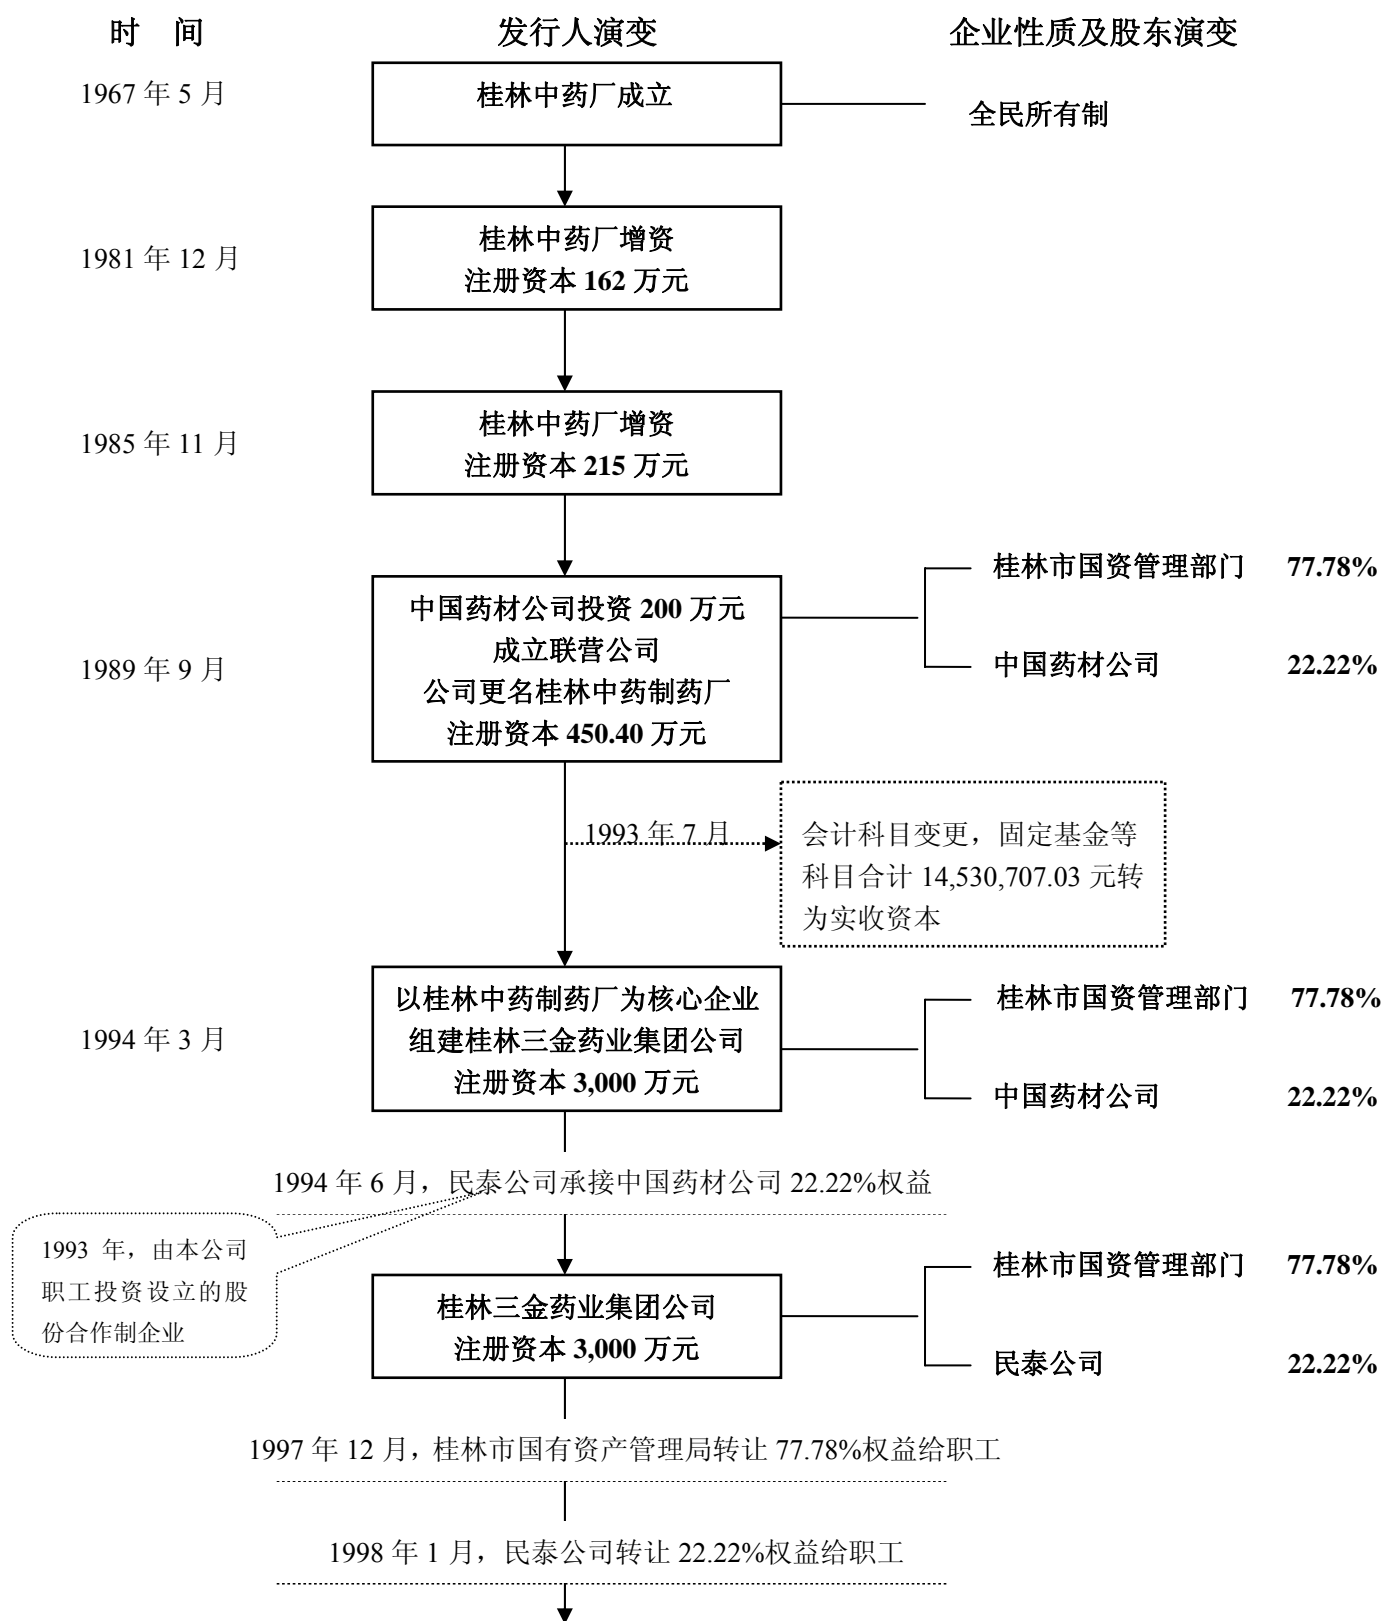 时　间
发行人演变
企业性质及股东演变
1967 年 5 月
桂林中药厂成立
全民所有制
1981 年 12 月
桂林中药厂增资
注册资本 162 万元
1985 年 11 月
桂林中药厂增资
注册资本 215 万元
1989 年 9 月
中国药材公司投资 200 万元
成立联营公司
公司更名桂林中药制药厂
注册资本 450.40 万元
桂林市国资管理部门 77.78%
中国药材公司 22.22%
1993 年 7 月
会计科目变更，固定基金等
科目合计 14,530,707.03 元转
为实收资本
1994 年 3 月
以桂林中药制药厂为核心企业
组建桂林三金药业集团公司
注册资本 3,000 万元
桂林市国资管理部门 77.78%
中国药材公司 22.22%
1994 年 6 月，民泰公司承接中国药材公司 22.22%权益
1993 年，由本公司
职工投资设立的股
份合作制企业
桂林三金药业集团公司
注册资本 3,000 万元
桂林市国资管理部门 77.78%
民泰公司 22.22%
1997 年 12 月，桂林市国有资产管理局转让 77.78%权益给职工
1998 年 1 月，民泰公司转让 22.22%权益给职工